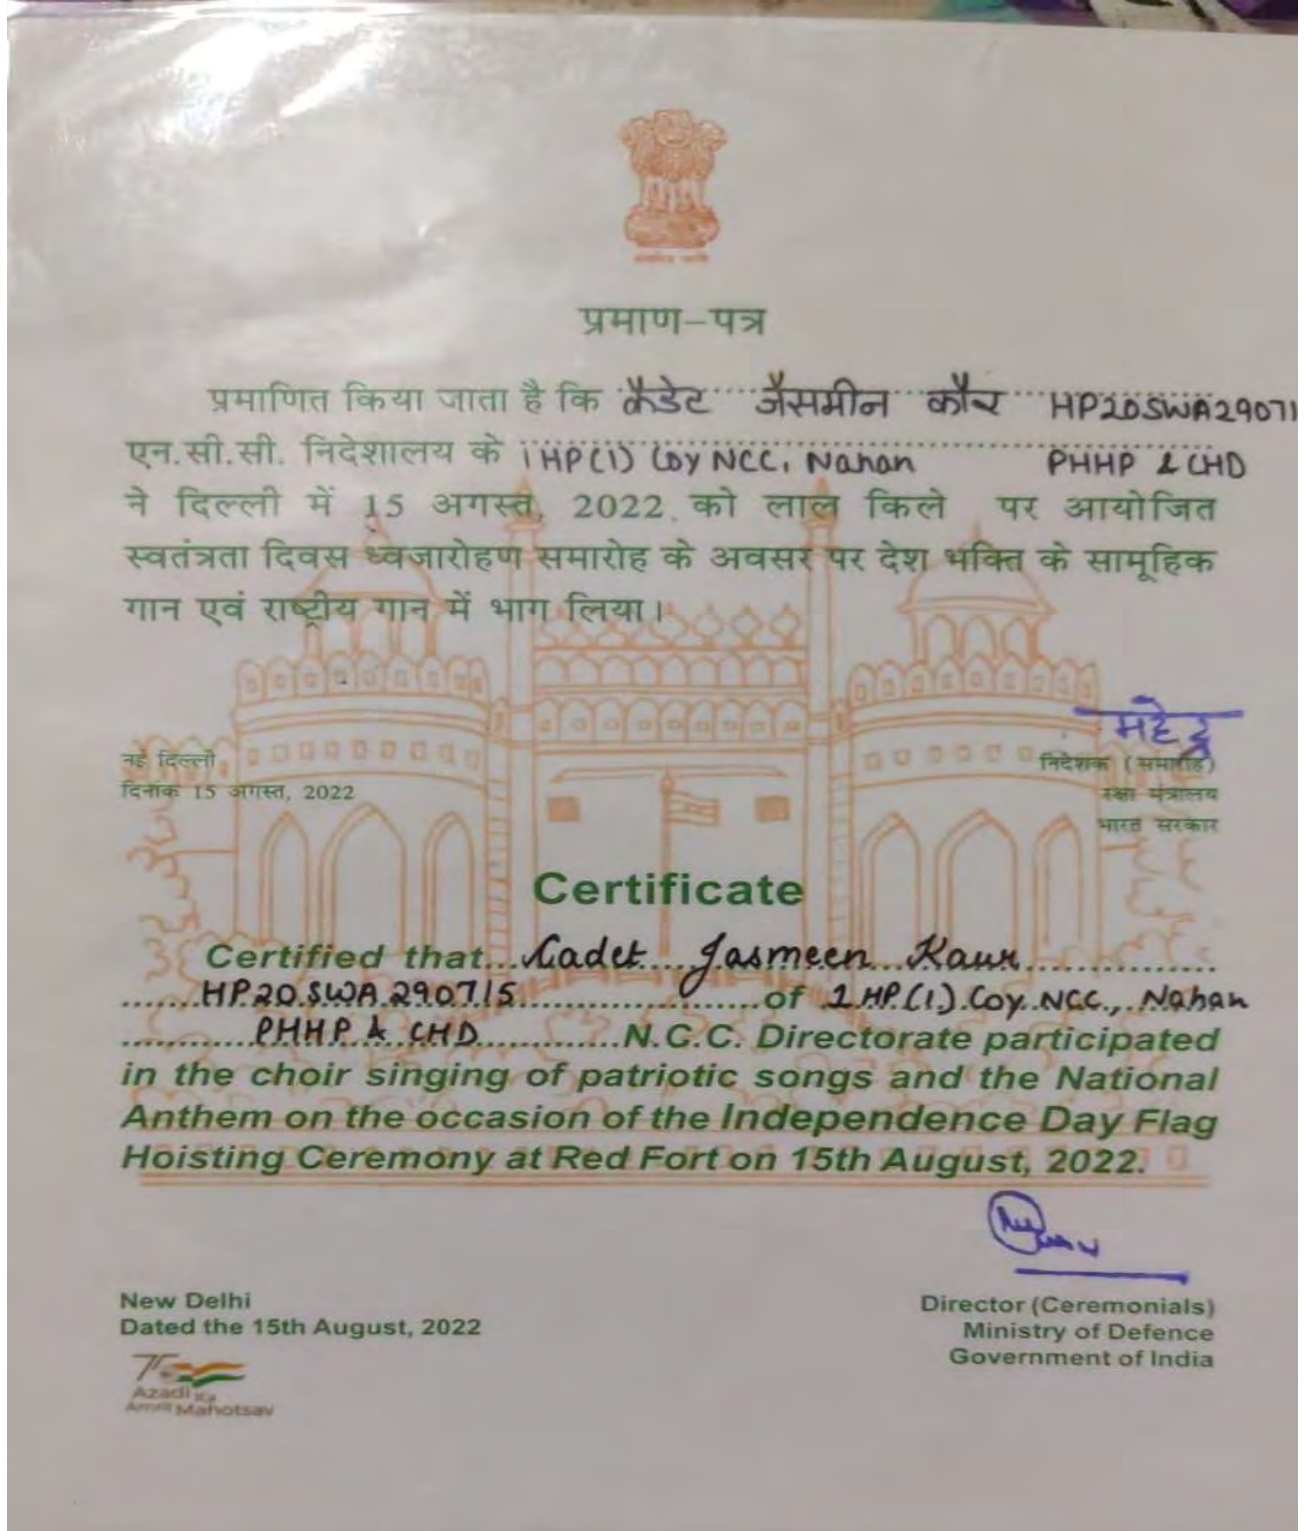 प्रमाण–पत्र
प्रमाणित किया जाता है कि कैडेट जैसमीन कौर HP20SWA29071
एन.सी.सी. निदेशालय के 1HP(I) Coy NCC, Nahan PHHP & CHD
ने दिल्ली में 15 अगस्त, 2022 को लाल किले पर आयोजित
स्वतंत्रता दिवस ध्वजारोहण समारोह के अवसर पर देश भक्ति के सामूहिक
गान एवं राष्ट्रीय गान में भाग लिया।
नई दिल्ली
दिनांक 15 अगस्त, 2022
निदेशक (समारोह)
रक्षा मंत्रालय
भारत सरकार
Certificate
Certified that Cadet Jasmeen Kaur
HP20SWA290715 of 1HP(I) Coy NCC, Nahan
PHHP & CHD N.C.C. Directorate participated
in the choir singing of patriotic songs and the National
Anthem on the occasion of the Independence Day Flag
Hoisting Ceremony at Red Fort on 15th August, 2022.
New Delhi
Dated the 15th August, 2022
Director (Ceremonials)
Ministry of Defence
Government of India
Azadi Ka
Amrit Mahotsav